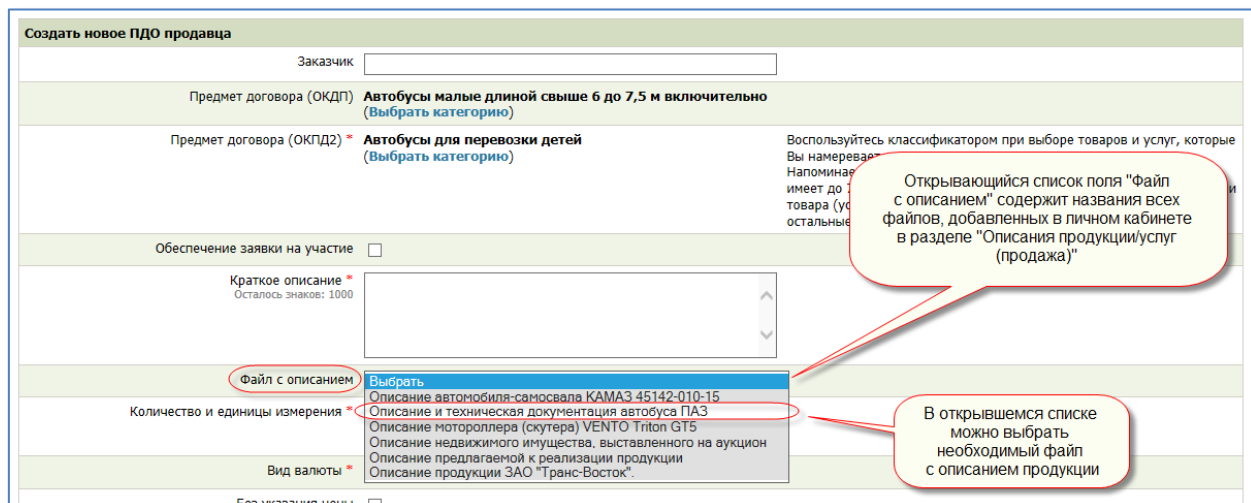 Создать новое ПДО продавца
Заказчик
Предмет договора (ОКДП) Автобусы малые длиной свыше 6 до 7,5 м включительно
(Выбрать категорию)
Предмет договора (ОКПД2) * Автобусы для перевозки детей
(Выбрать категорию)
Воспользуйтесь классификатором при выборе товаров и услуг, которые
Вы
Напоминае
имеет до и
товара
остальные
Открывающийся список поля "Файл
с описанием" содержит названия всех
файлов, добавленных в личном кабинете
в разделе "Описания продукции/услуг
(продажа)"
Обеспечение заявки на участие
Краткое описание *
Осталось знаков: 1000
Файл с описанием Выбрать
Описание автомобиля-самосвала КАМАЗ 45142-010-15
Количество и единицы измерения * Описание и техническая документация автобуса ПАЗ
Описание мотороллера (скутера) VENTO Triton GT5
Описание недвижимого имущества, выставленного на аукцион
Описание предлагаемой к реализации продукции
Вид валюты * Описание продукции ЗАО "Транс-Восток".
В открывшемся списке
можно выбрать
необходимый файл
с описанием продукции
Без указания цены